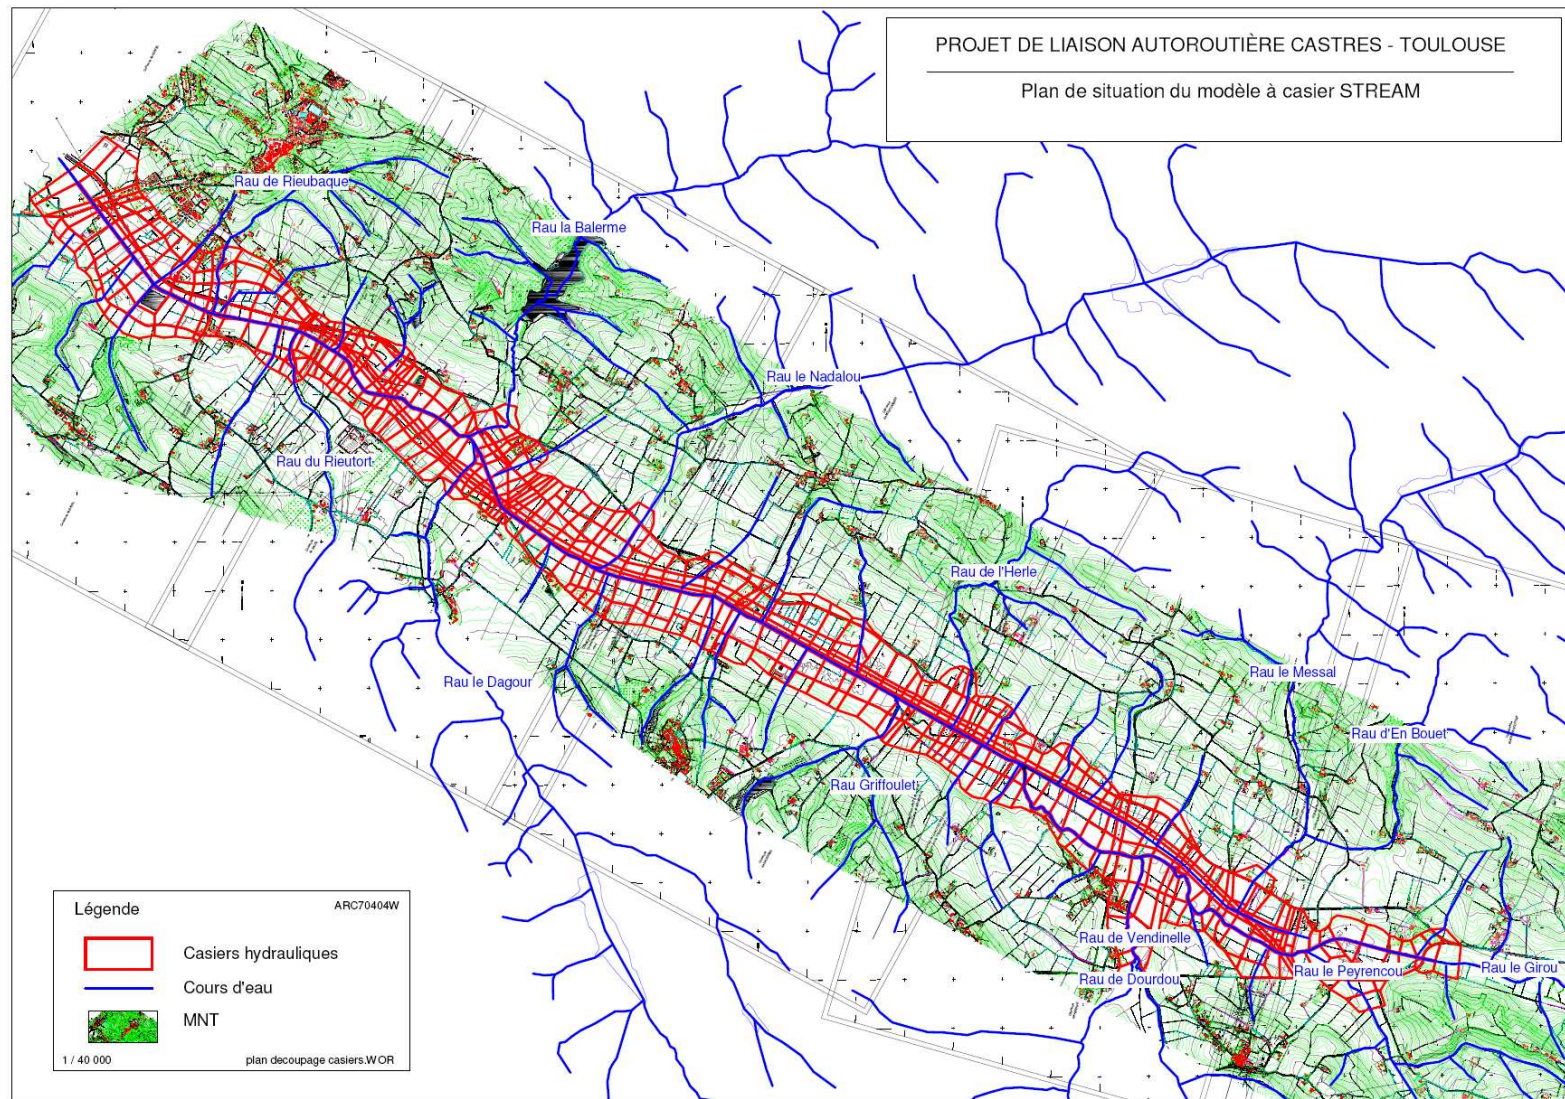 PROJET DE LIAISON AUTOROUTIÈRE CASTRES - TOULOUSE
Plan de situation du modèle à casier STREAM
Rau de Rieubaque
Rau la Balerme
Rau le Nadalou
Rau du Rieutort
Rau de l'Herle
Rau le Dagour
Rau le Messal
Rau d'En Bouet
Rau Griffoulet
Rau de Vendinelle
Rau le Peyrencou
Rau le Girou
Rau de Dourdou
Légende
ARC70404W
Casiers hydrauliques
Cours d'eau
MNT
1 / 40 000
plan decoupage casiers.WOR